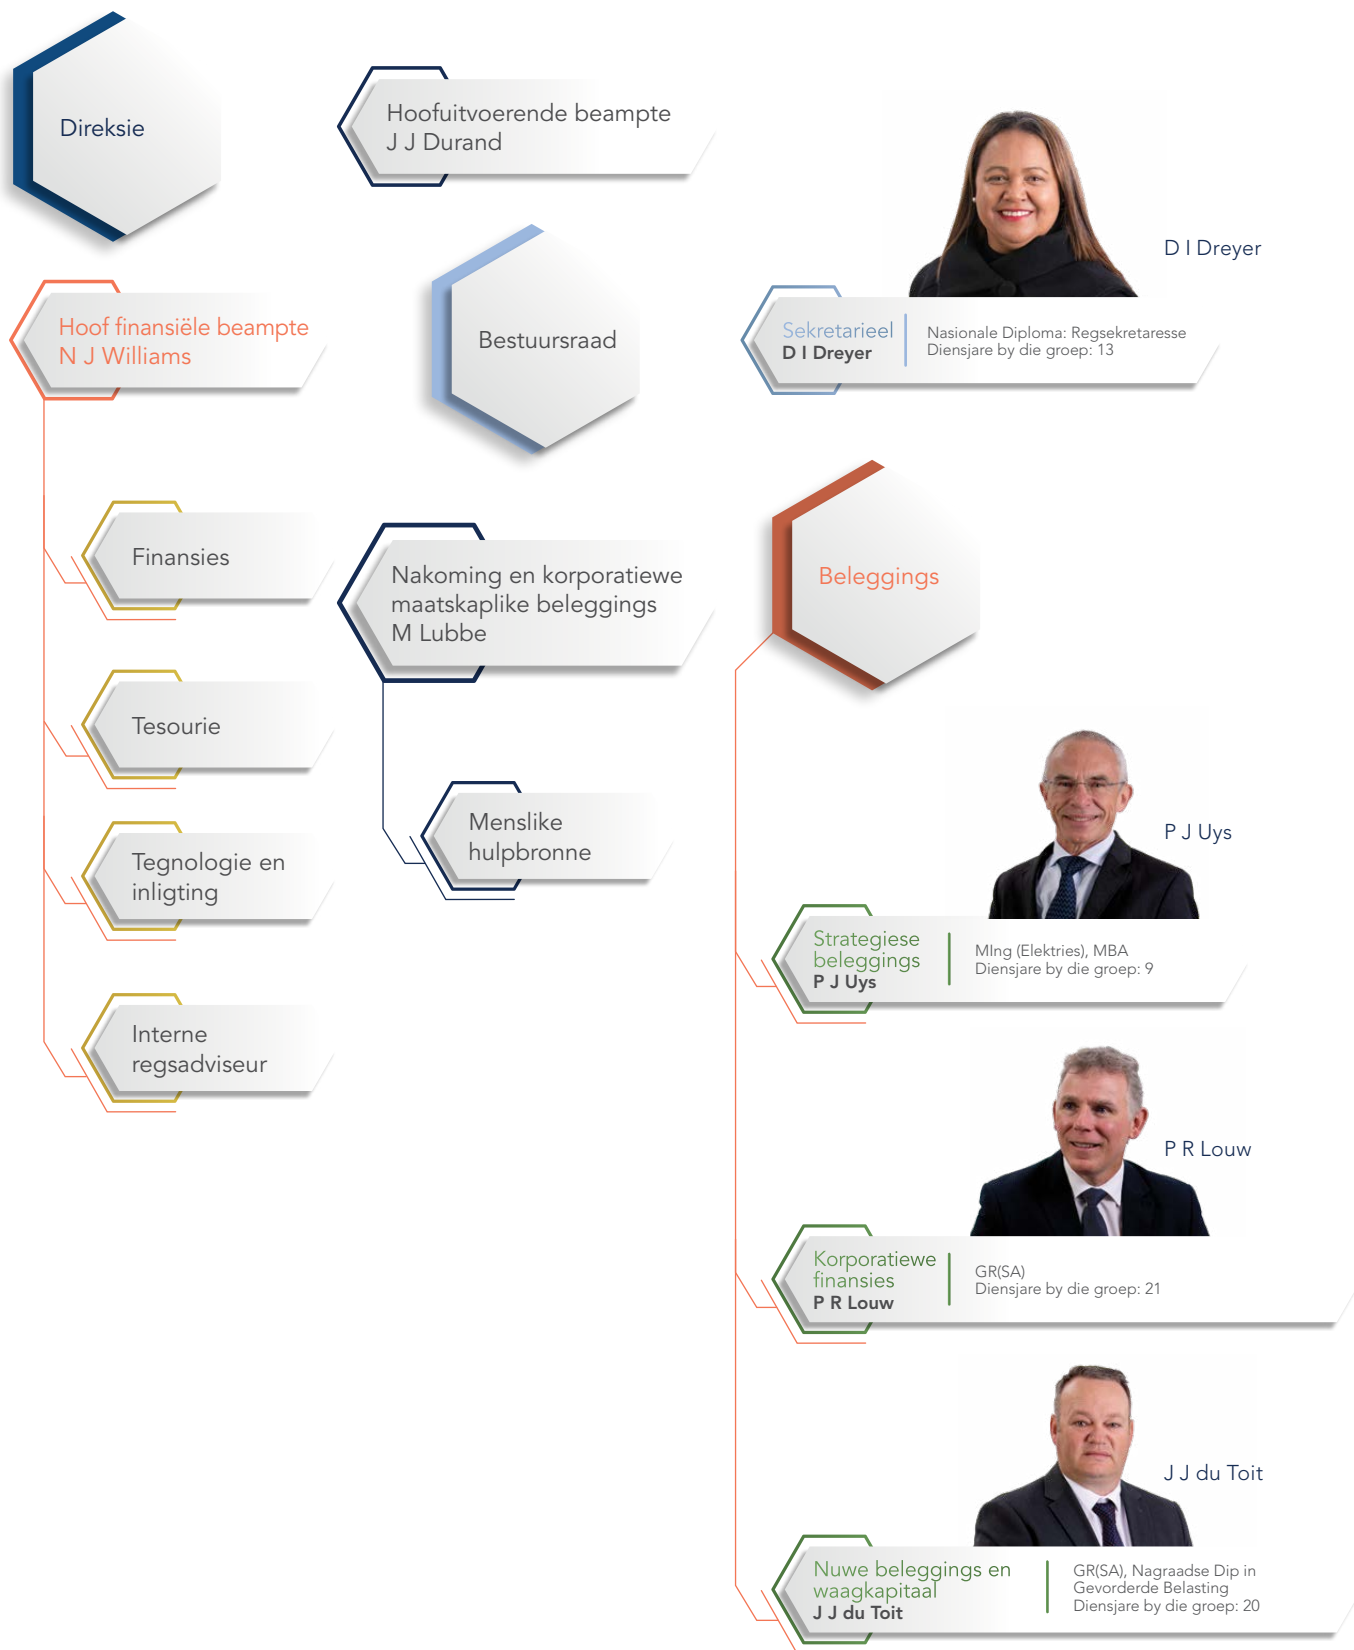 Direksie
Hoofuitvoerende beampte
J J Durand
D I Dreyer
Hoof finansiële beampte
N J Williams
Bestuursraad
Sekretarieel
D I Dreyer
Nasionale Diploma: Regsekretaresse
Diensjare by die groep: 13
Finansies
Nakoming en korporatiewe
maatskaplike beleggings
M Lubbe
Beleggings
Tesourie
Menslike
hulpbronne
Tegnologie en
inligting
Interne
regsadviseur
P J Uys
Strategiese
beleggings
P J Uys
MIng (Elektries), MBA
Diensjare by die groep: 9
P R Louw
Korporatiewe
finansies
P R Louw
GR(SA)
Diensjare by die groep: 21
J J du Toit
Nuwe beleggings en
waagkapitaal
J J du Toit
GR(SA), Nagraadse Dip in
Gevorderde Belasting
Diensjare by die groep: 20